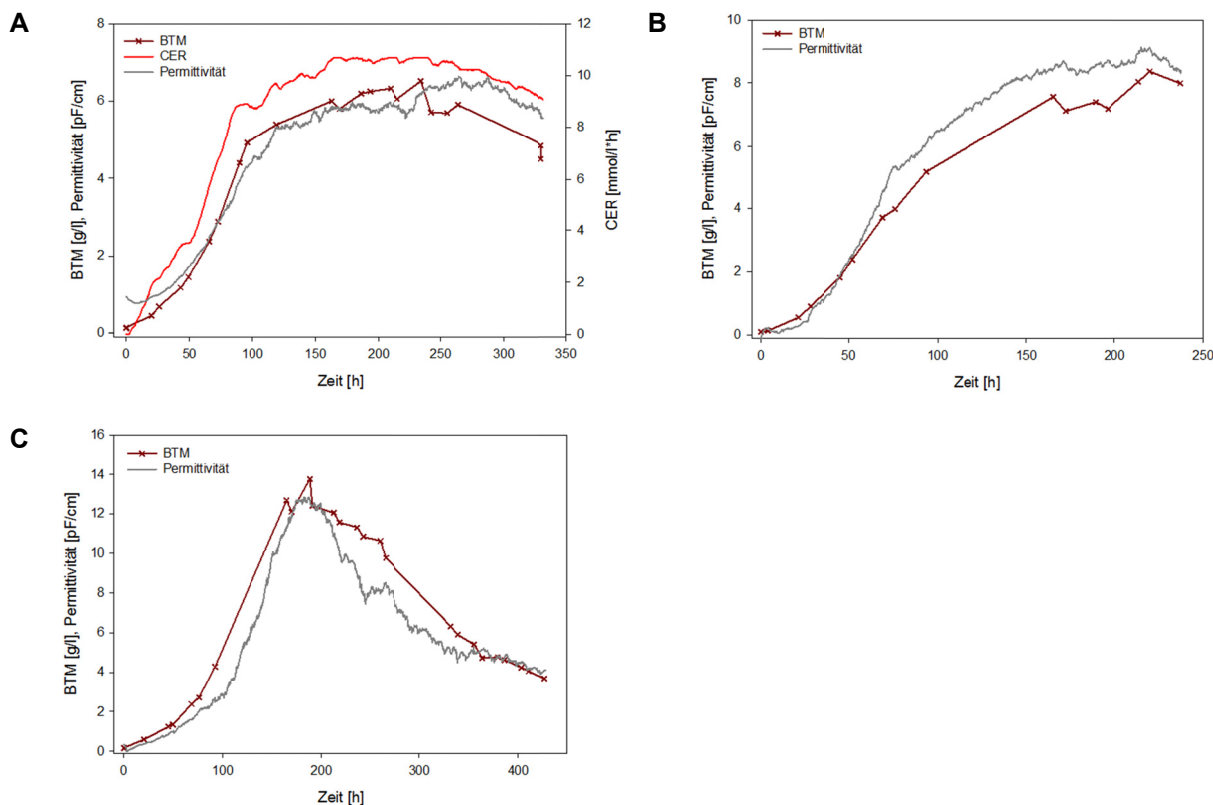 A
BTM
CER
Permittivität
BTM [g/l], Permittivität [pF/cm]
8
6
4
2
0
12
10
8
6
4
2
0
CER [mmol/l*h]
0 50 100 150 200 250 300 350
Zeit [h]
B
BTM
Permittivität
BTM [g/l], Permittivität [pF/cm]
10
8
6
4
2
0
0 50 100 150 200 250
Zeit [h]
C
BTM
Permittivität
BTM [g/l], Permittivität [pF/cm]
16
14
12
10
8
6
4
2
0
0 100 200 300 400
Zeit [h]